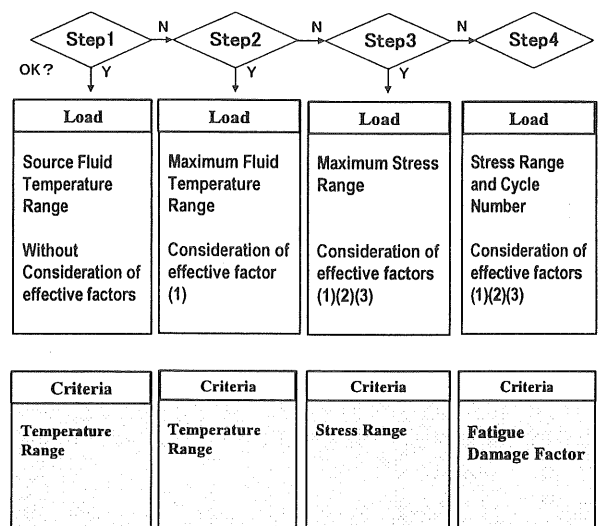 Step1
N
Step2
N
Step3
N
Step4
OK?
Y
Y
Y
Load
Source Fluid
Temperature
Range
Without
Consideration of
effective factors
Load
Maximum Fluid
Temperature
Range
Consideration of
effective factor
(1)
Load
Maximum Stress
Range
Consideration of
effective factors
(1)(2)(3)
Load
Stress Range
and Cycle
Number
Consideration of
effective factors
(1)(2)(3)
Criteria
Temperature
Range
Criteria
Temperature
Range
Criteria
Stress Range
Criteria
Fatigue
Damage Factor